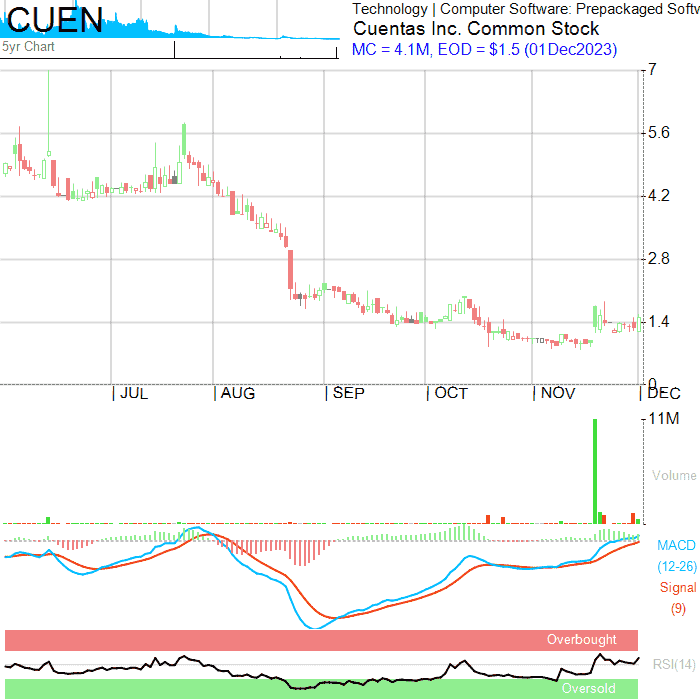 CUEN
5yr Chart
Technology | Computer Software: Prepackaged Softw
Cuentas Inc. Common Stock
MC = 4.1M, EOD = $1.5 (01Dec2023)
7
5.6
4.2
2.8
1.4
0
JUL AUG SEP OCT NOV DEC
11M
Volume
MACD
(12-26)
Signal
(9)
Overbought
RSI(14)
Oversold